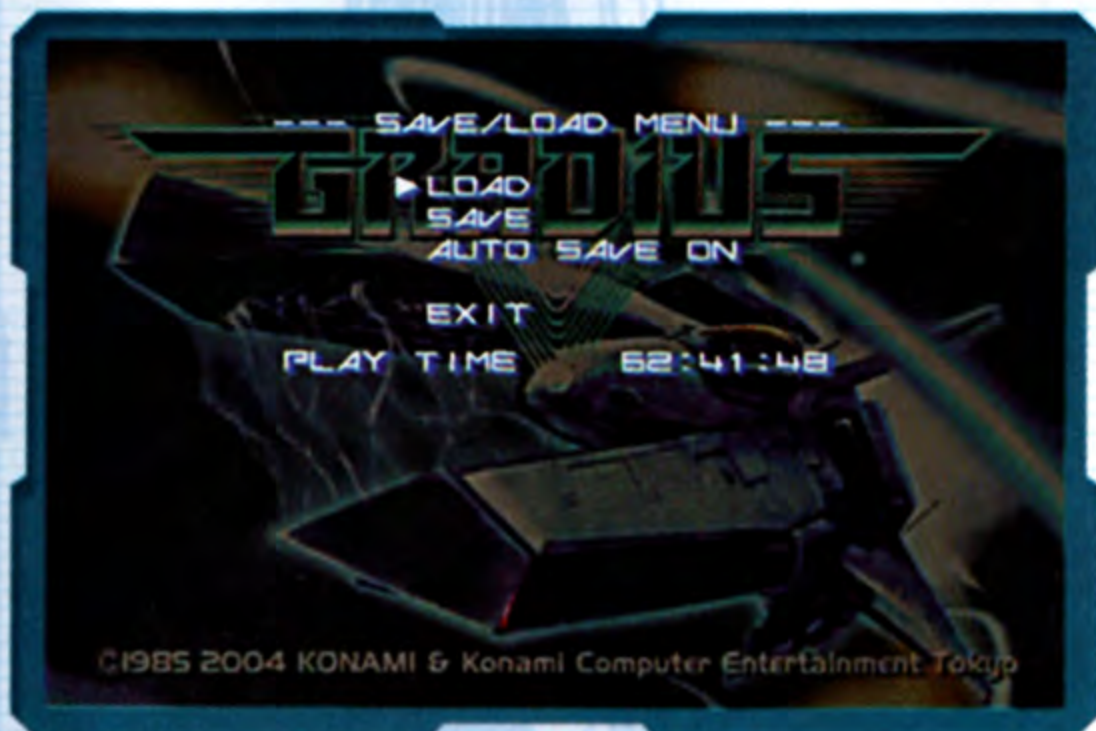 --- SAVE/LOAD MENU ---
GRADIUS
▶LOAD
SAVE
AUTO SAVE ON
EXIT
V
PLAY TIME 62:41:48
©1985 2004 KONAMI & Konami Computer Entertainment Tokyo